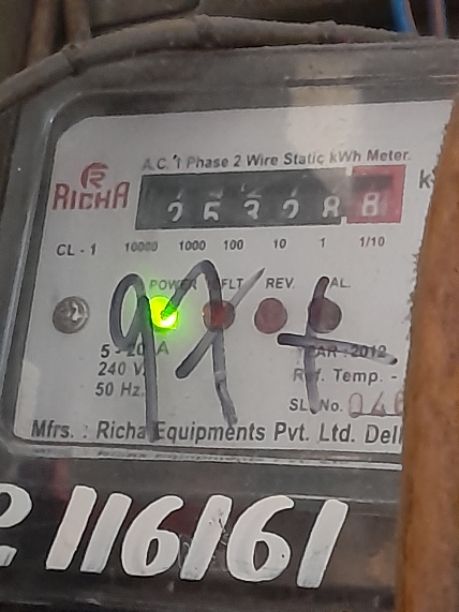 A.C. 1 Phase 2 Wire Static kWh Meter.
RICHA
2 5 3 2 8 8
CL - 1 10000 1000 100 10 1 1/10
POWER FLT REV. CAL.
5 - 20 A
YEAR : 2012
240 V.
50 Hz.
Ref. Temp. -
SL. No. 046
Mfrs. : Richa Equipments Pvt. Ltd. Del
2116161